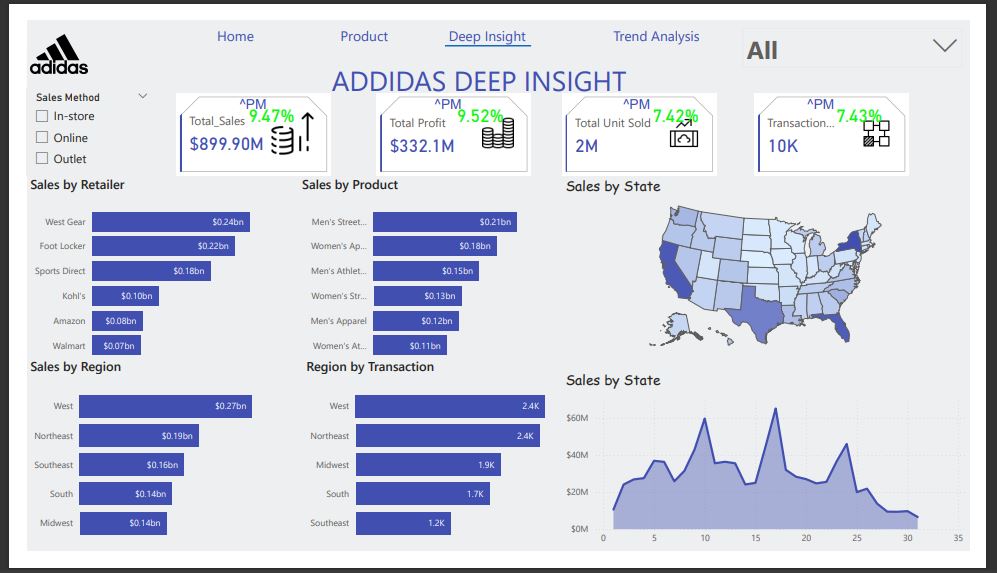 Home
Product
Deep Insight
Trend Analysis
All
adidas
ADDIDAS DEEP INSIGHT
Sales Method
In-store
Online
Outlet
^PM
Total_Sales
9.47%
$899.90M
^PM
Total Profit
9.52%
$332.1M
^PM
Total Unit Sold
7.42%
2M
^PM
Transaction...
7.43%
10K
Sales by Retailer
West Gear $0.24bn
Foot Locker $0.22bn
Sports Direct $0.18bn
Kohl's $0.10bn
Amazon $0.08bn
Walmart $0.07bn
Sales by Product
Men's Street... $0.21bn
Women's Ap... $0.18bn
Men's Athlet... $0.15bn
Women's Str... $0.13bn
Men's Apparel $0.12bn
Women's At... $0.11bn
Sales by State
Sales by Region
West $0.27bn
Northeast $0.19bn
Southeast $0.16bn
South $0.14bn
Midwest $0.14bn
Region by Transaction
West 2.4K
Northeast 2.4K
Midwest 1.9K
South 1.7K
Southeast 1.2K
Sales by State
$60M
$40M
$20M
$0M
0 5 10 15 20 25 30 35